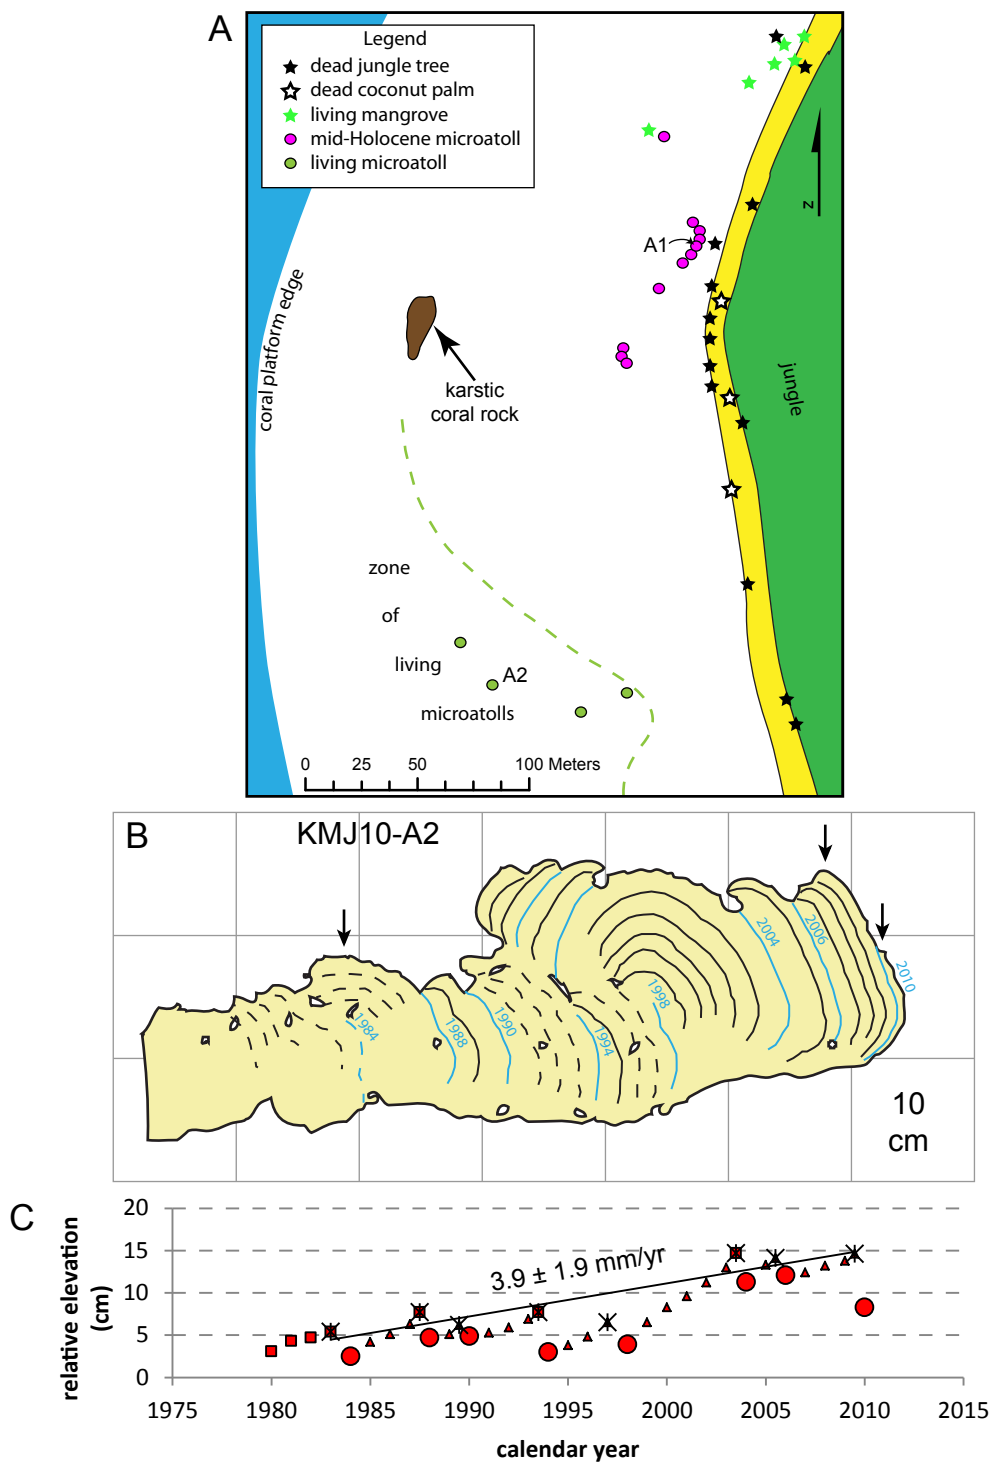 A
Legend
dead jungle tree
dead coconut palm
living mangrove
mid-Holocene microatoll
living microatoll
z
A1
coral platform edge
karstic
coral rock
jungle
zone
of
living
A2
microatolls
0 25 50 100 Meters
B
KMJ10-A2
1984
1988
1990
1994
1998
2004
2006
2010
10
cm
C
relative elevation
(cm)
20
15
10
5
0
3.9 ± 1.9 mm/yr
1975 1980 1985 1990 1995 2000 2005 2010 2015
calendar year